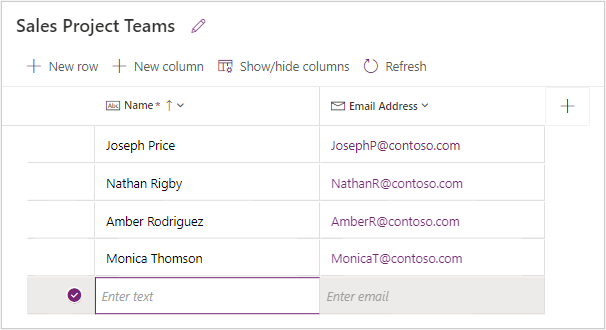 Sales Project Teams
New row New column Show/hide columns Refresh
Abc Name * Email Address
Joseph Price JosephP@contoso.com
Nathan Rigby NathanR@contoso.com
Amber Rodriguez AmberR@contoso.com
Monica Thomson MonicaT@contoso.com
Enter text Enter email